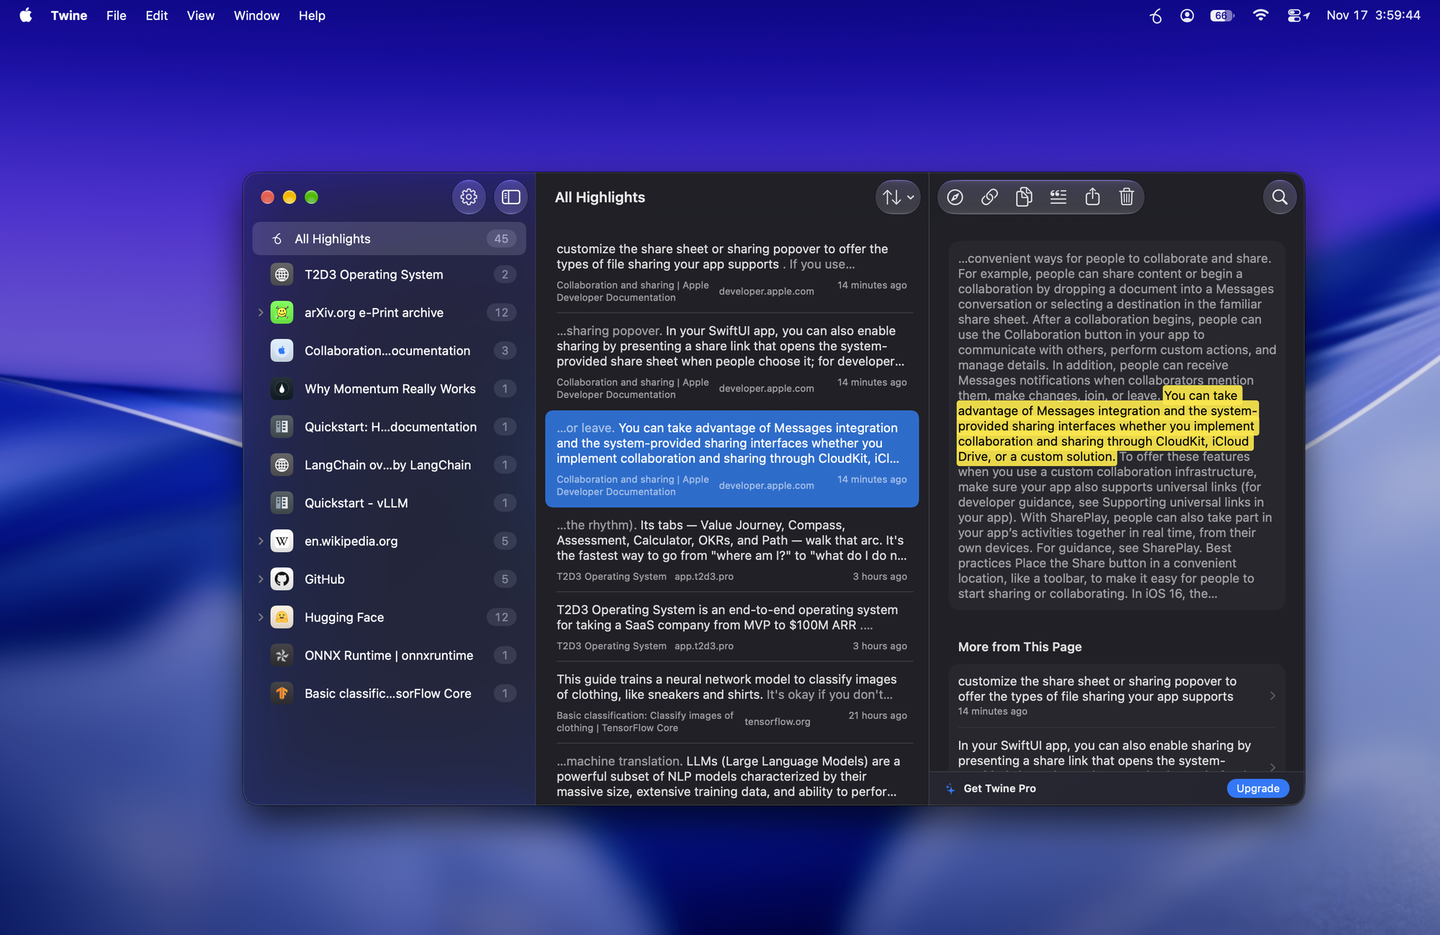 Twine File Edit View Window Help
66 Nov 17 3:59:44
All Highlights 45
T2D3 Operating System 2
arXiv.org e-Print archive 12
Collaboration...ocumentation 3
Why Momentum Really Works 1
Quickstart: H...documentation 1
LangChain ov...by LangChain 1
Quickstart - vLLM 1
W en.wikipedia.org 5
GitHub 5
Hugging Face 12
ONNX Runtime | onnxruntime 1
Basic classific...sorFlow Core 1
All Highlights
customize the share sheet or sharing popover to offer the
types of file sharing your app supports . If you use...
Collaboration and sharing | Apple
Developer Documentation developer.apple.com 14 minutes ago
...sharing popover. In your SwiftUI app, you can also enable
sharing by presenting a share link that opens the system-
provided share sheet when people choose it; for developer...
Collaboration and sharing | Apple
Developer Documentation developer.apple.com 14 minutes ago
...or leave. You can take advantage of Messages integration
and the system-provided sharing interfaces whether you
implement collaboration and sharing through CloudKit, iCl...
Collaboration and sharing | Apple
Developer Documentation developer.apple.com 14 minutes ago
...the rhythm). Its tabs — Value Journey, Compass,
Assessment, Calculator, OKRs, and Path — walk that arc. It's
the fastest way to go from "where am I?" to "what do I do n...
T2D3 Operating System app.t2d3.pro 3 hours ago
T2D3 Operating System is an end-to-end operating system
for taking a SaaS company from MVP to $100M ARR ....
T2D3 Operating System app.t2d3.pro 3 hours ago
This guide trains a neural network model to classify images
of clothing, like sneakers and shirts. It's okay if you don't...
Basic classification: Classify images of
clothing | TensorFlow Core tensorflow.org 21 hours ago
...machine translation. LLMs (Large Language Models) are a
powerful subset of NLP models characterized by their
massive size, extensive training data, and ability to perfor...
...convenient ways for people to collaborate and share.
For example, people can share content or begin a
collaboration by dropping a document into a Messages
conversation or selecting a destination in the familiar
share sheet. After a collaboration begins, people can
use the Collaboration button in your app to
communicate with others, perform custom actions, and
manage details. In addition, people can receive
Messages notifications when collaborators mention
them, make changes, join, or leave. You can take
advantage of Messages integration and the system-
provided sharing interfaces whether you implement
collaboration and sharing through CloudKit, iCloud
Drive, or a custom solution. To offer these features
when you use a custom collaboration infrastructure,
make sure your app also supports universal links (for
developer guidance, see Supporting universal links in
your app). With SharePlay, people can also take part in
your app's activities together in real time, from their
own devices. For guidance, see SharePlay. Best
practices Place the Share button in a convenient
location, like a toolbar, to make it easy for people to
start sharing or collaborating. In iOS 16, the...
More from This Page
customize the share sheet or sharing popover to
offer the types of file sharing your app supports
14 minutes ago
In your SwiftUI app, you can also enable sharing by
presenting a share link that opens the system-
Get Twine Pro Upgrade